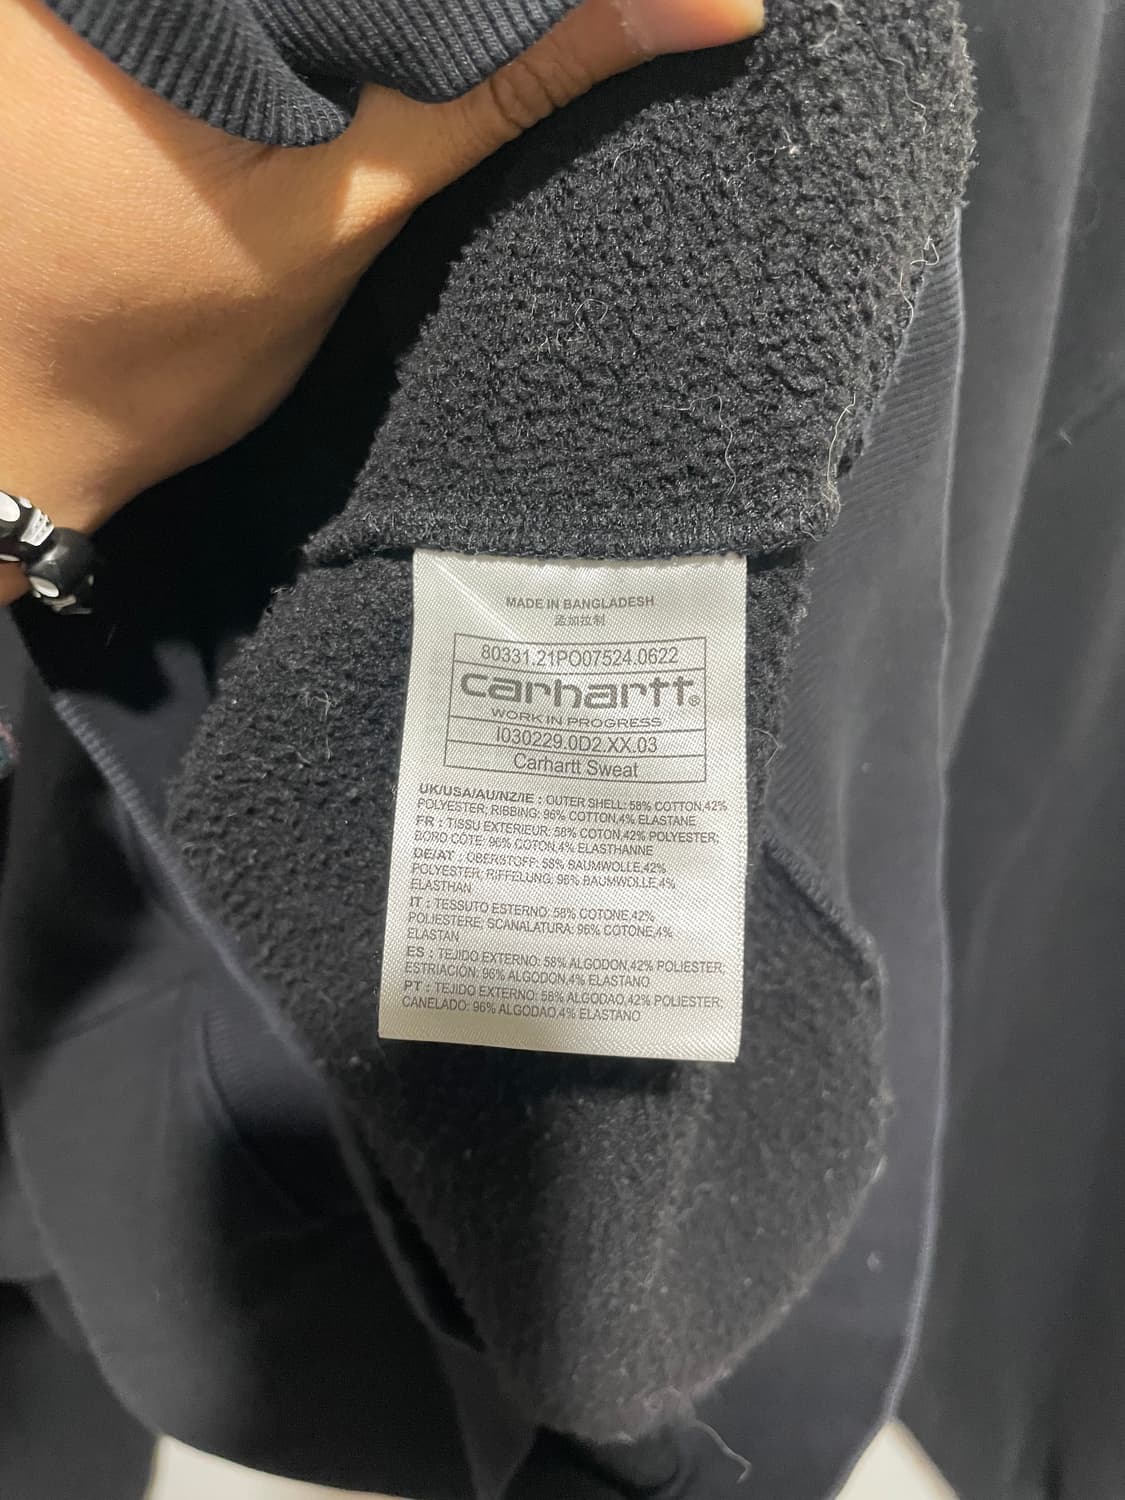 MADE IN BANGLADESH
孟加拉制
80331.21PO07524.0622
carhartt®
WORK IN PROGRESS
I030229.0D2.XX.03
Carhartt Sweat
UK/USA/AU/NZ/IE : OUTER SHELL: 58% COTTON,42%
POLYESTER; RIBBING: 96% COTTON,4% ELASTANE
FR : TISSU EXTERIEUR: 58% COTON,42% POLYESTER;
BORD COTE: 96% COTON,4% ELASTHANNE
DE/AT : OBERSTOFF: 58% BAUMWOLLE,42%
POLYESTER; RIFFELUNG: 96% BAUMWOLLE,4%
ELASTHAN
IT : TESSUTO ESTERNO: 58% COTONE,42%
POLIESTERE; SCANALATURA: 96% COTONE,4%
ELASTAN
ES : TEJIDO EXTERNO: 58% ALGODON,42% POLIESTER;
ESTRIACION: 96% ALGODON,4% ELASTANO
PT : TEJIDO EXTERNO: 58% ALGODAO,42% POLIESTER;
CANELADO: 96% ALGODAO,4% ELASTANO